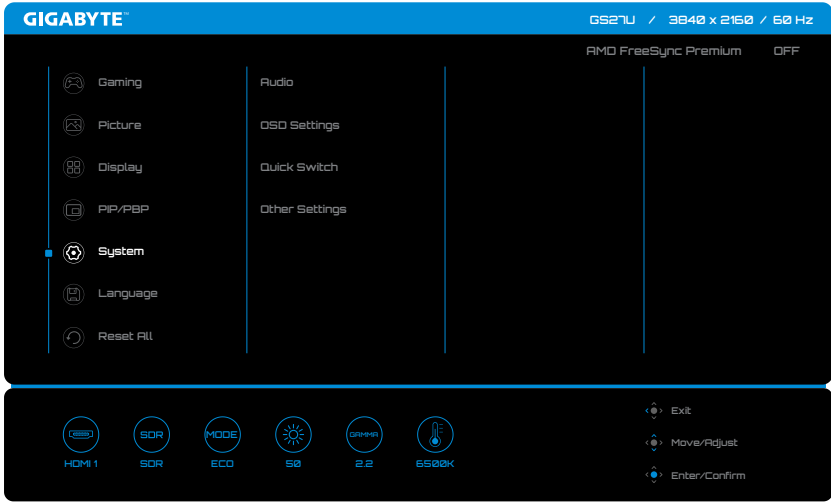 GIGABYTE™
GS27U / 3840 x 2160 / 60 Hz
AMD FreeSync Premium OFF
Gaming
Audio
Picture
OSD Settings
Display
Quick Switch
PIP/PBP
Other Settings
System
Language
Reset All
Exit
SDR
MODE
GAMMA
Move/Adjust
HDMI 1
SDR
ECO
50
2.2
6500K
Enter/Confirm